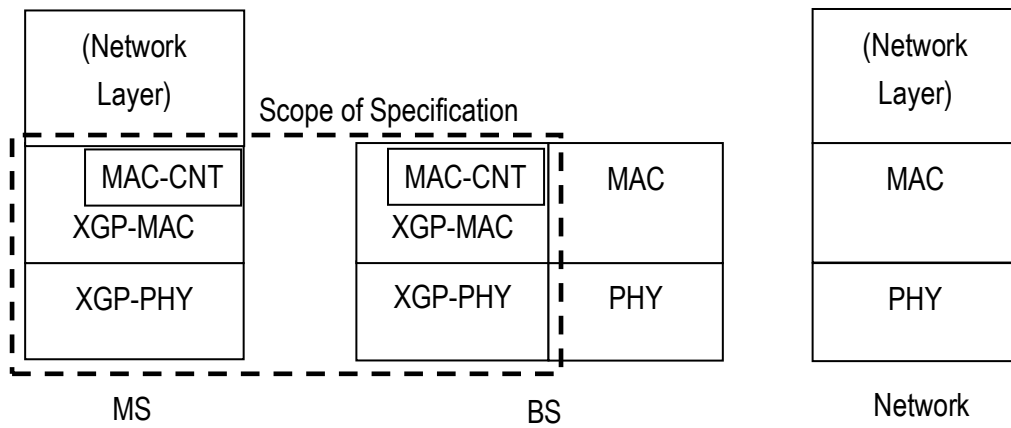 (Network
Layer)
(Network
Layer)
Scope of Specification
MAC-CNT
XGP-MAC
MAC-CNT
XGP-MAC
MAC
MAC
XGP-PHY
XGP-PHY
PHY
PHY
MS
BS
Network